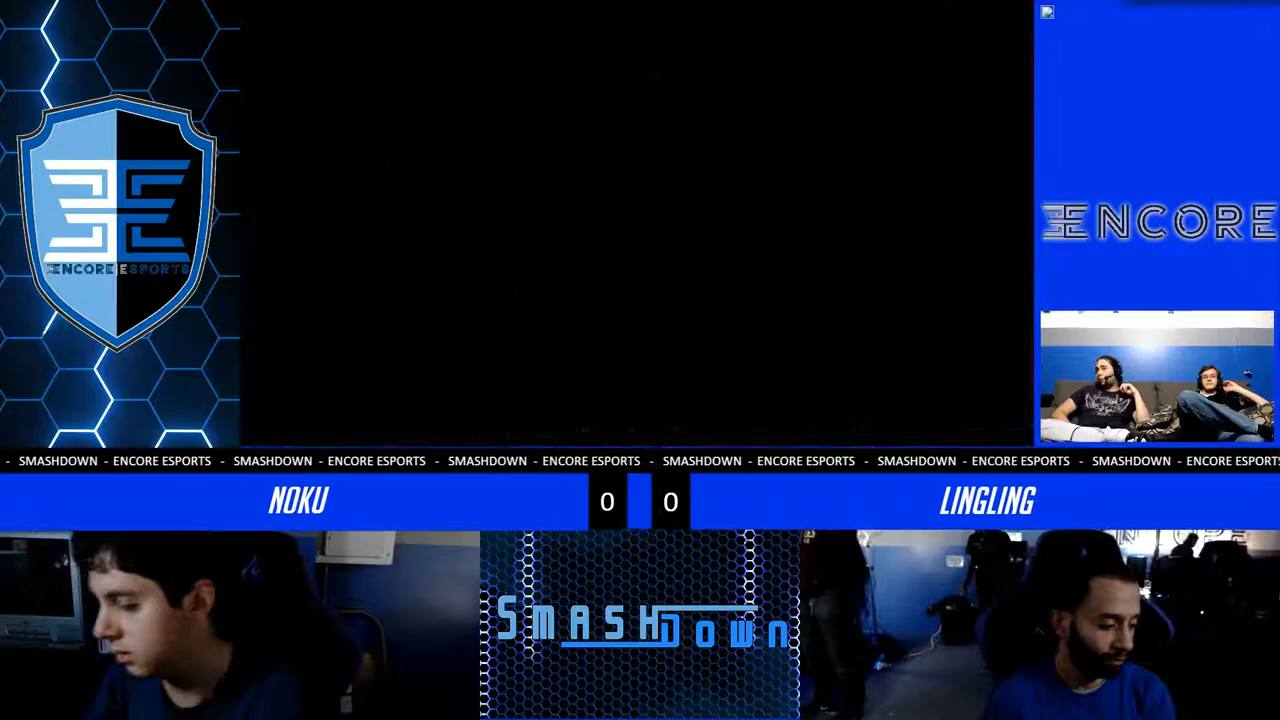 ENCORE ESPORTS
ENCORE
- SMASHDOWN - ENCORE ESPORTS - SMASHDOWN - ENCORE ESPORTS - SMASHDOWN - ENCORE ESPORTS - SMASHDOWN - ENCORE ESPORTS - SMASHDOWN - ENCORE ESPORTS - SMASHDOWN - ENCORE ESPORTS
NOKU
0
0
LINGLING
SMASHDOWN